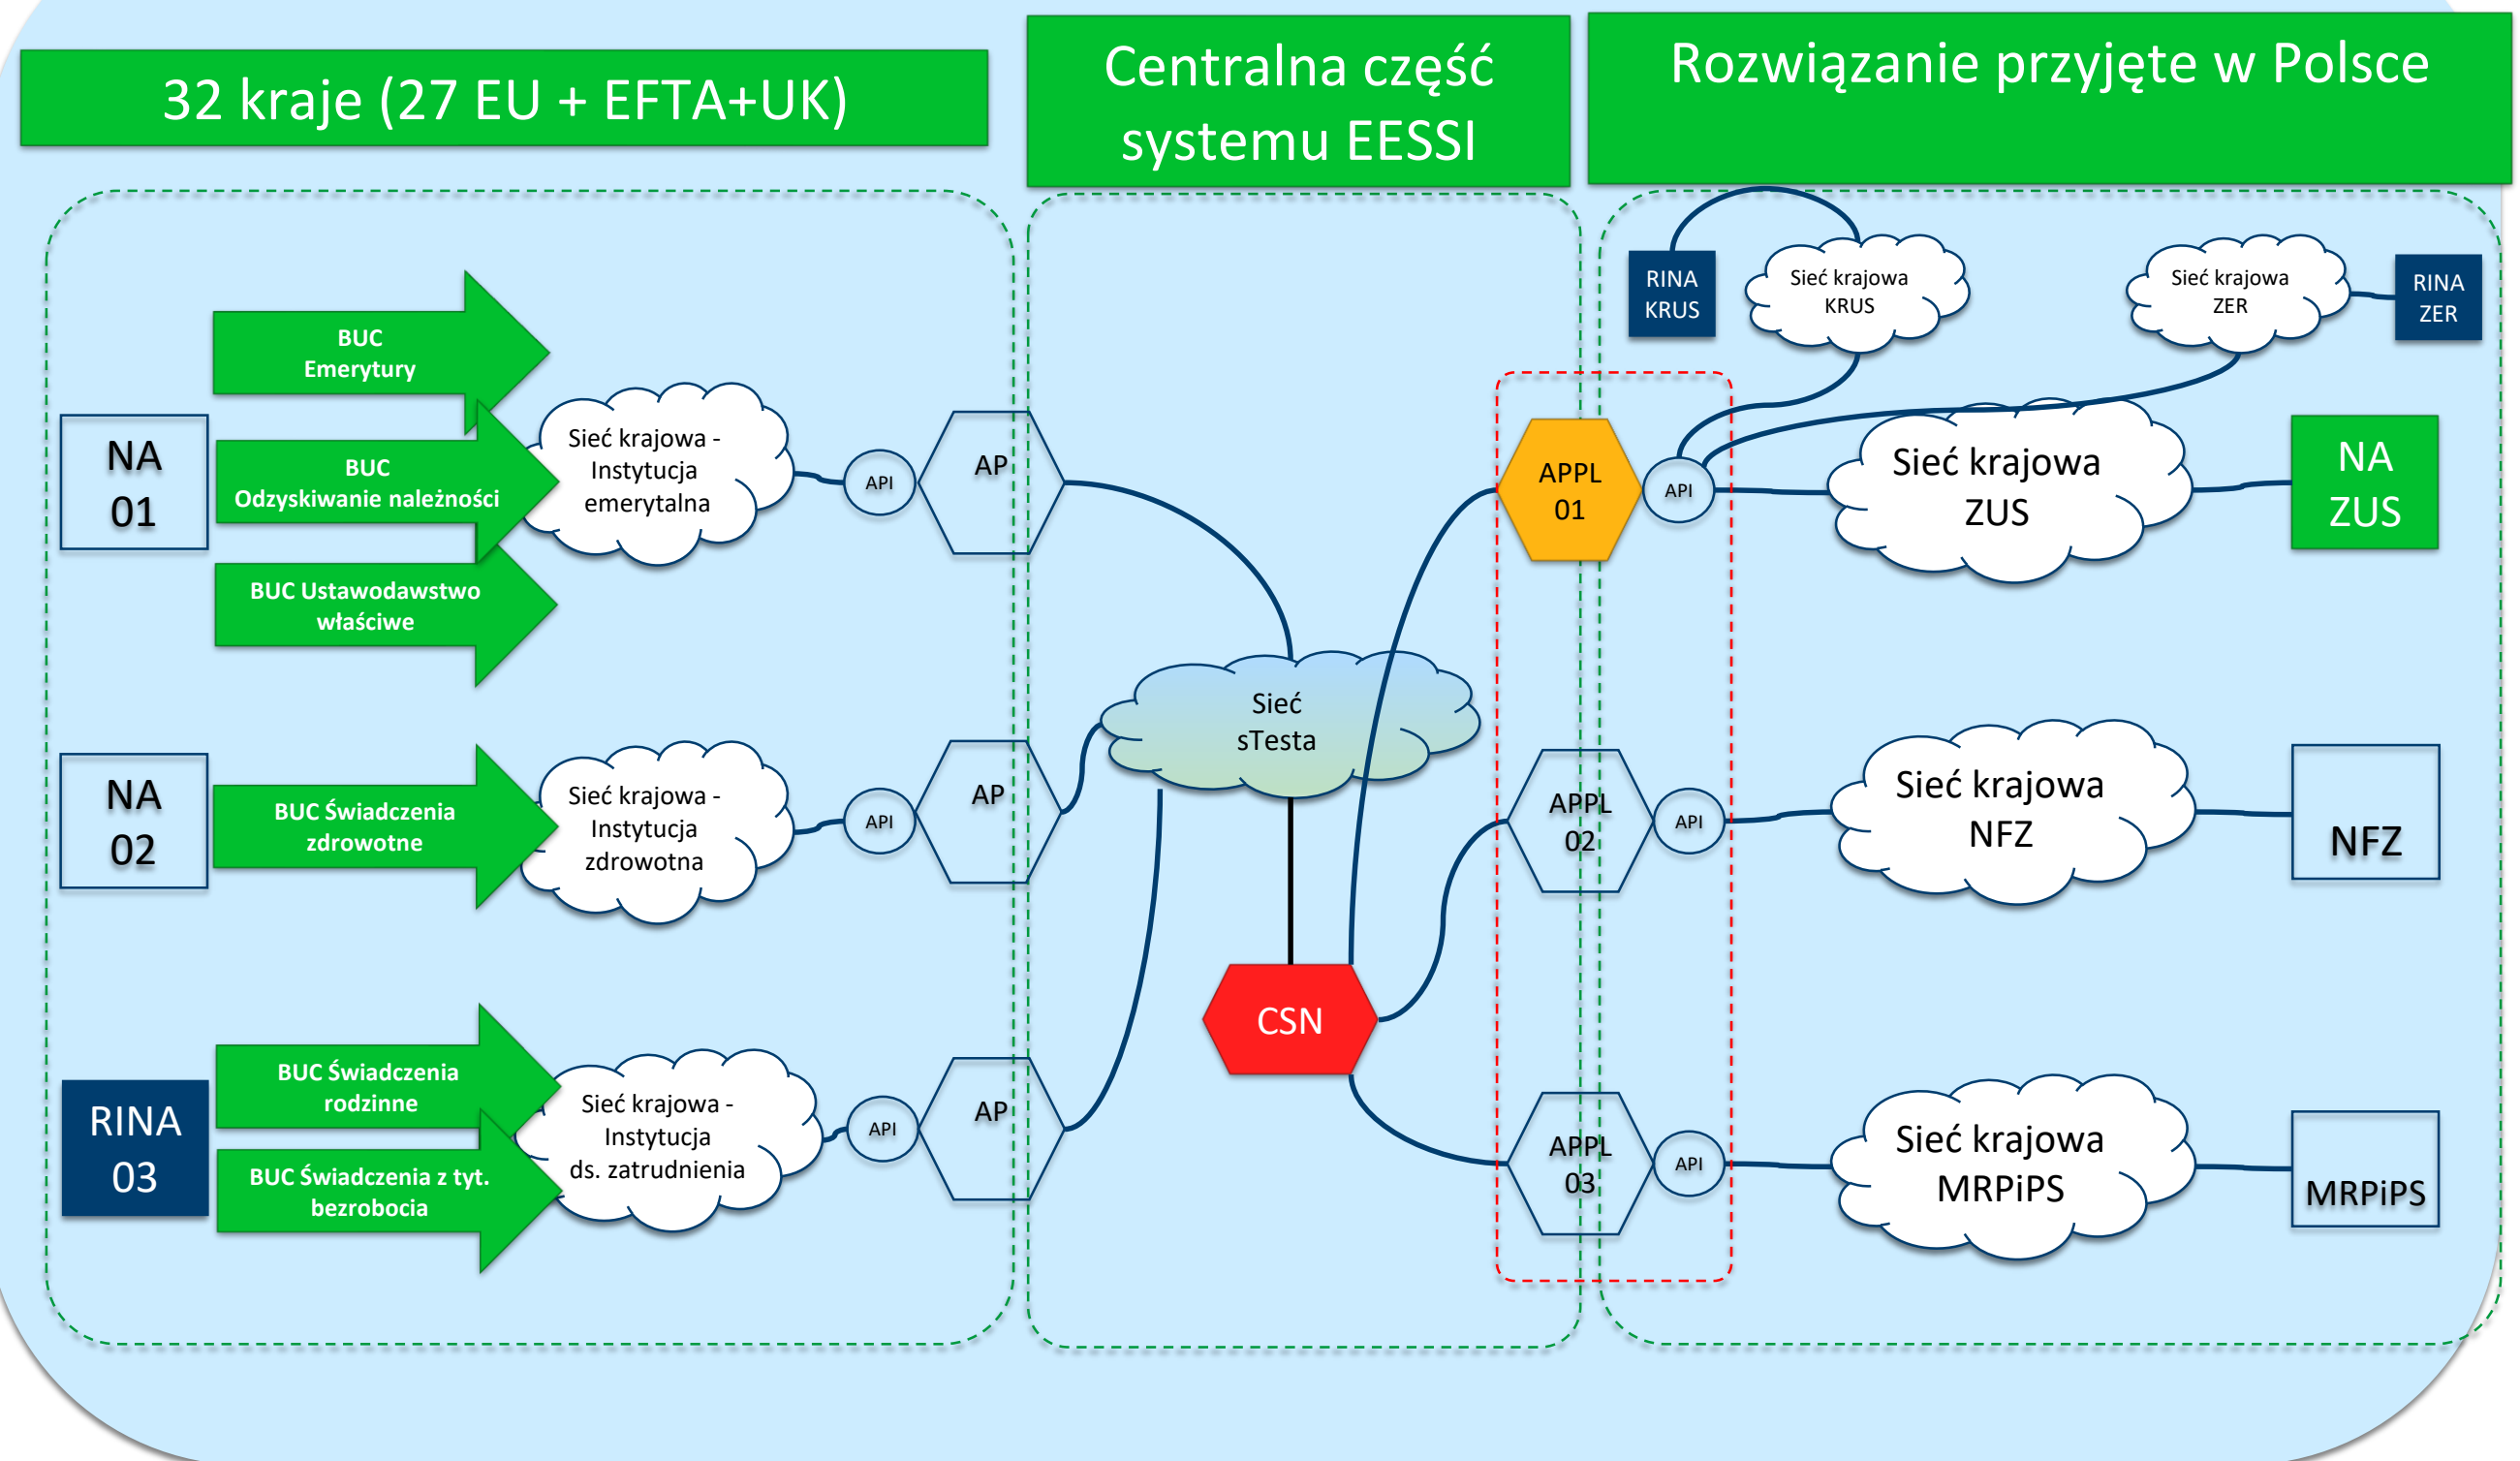 32 kraje (27 EU + EFTA+UK)
Centralna część
systemu EESSI
Rozwiązanie przyjęte w Polsce
NA
01
BUC
Emerytury
BUC
Odzyskiwanie należności
BUC Ustawodawstwo
właściwe
Sieć krajowa -
Instytucja
emerytalna
API
AP
NA
02
BUC Świadczenia
zdrowotne
Sieć krajowa -
Instytucja
zdrowotna
API
AP
RINA
03
BUC Świadczenia
rodzinne
BUC Świadczenia z tyt.
bezrobocia
Sieć krajowa -
Instytucja
ds. zatrudnienia
API
AP
Sieć
sTesta
CSN
RINA
KRUS
Sieć krajowa
KRUS
Sieć krajowa
ZER
RINA
ZER
APPL
01
API
Sieć krajowa
ZUS
NA
ZUS
APPL
02
API
Sieć krajowa
NFZ
NFZ
APPL
03
API
Sieć krajowa
MRPiPS
MRPiPS